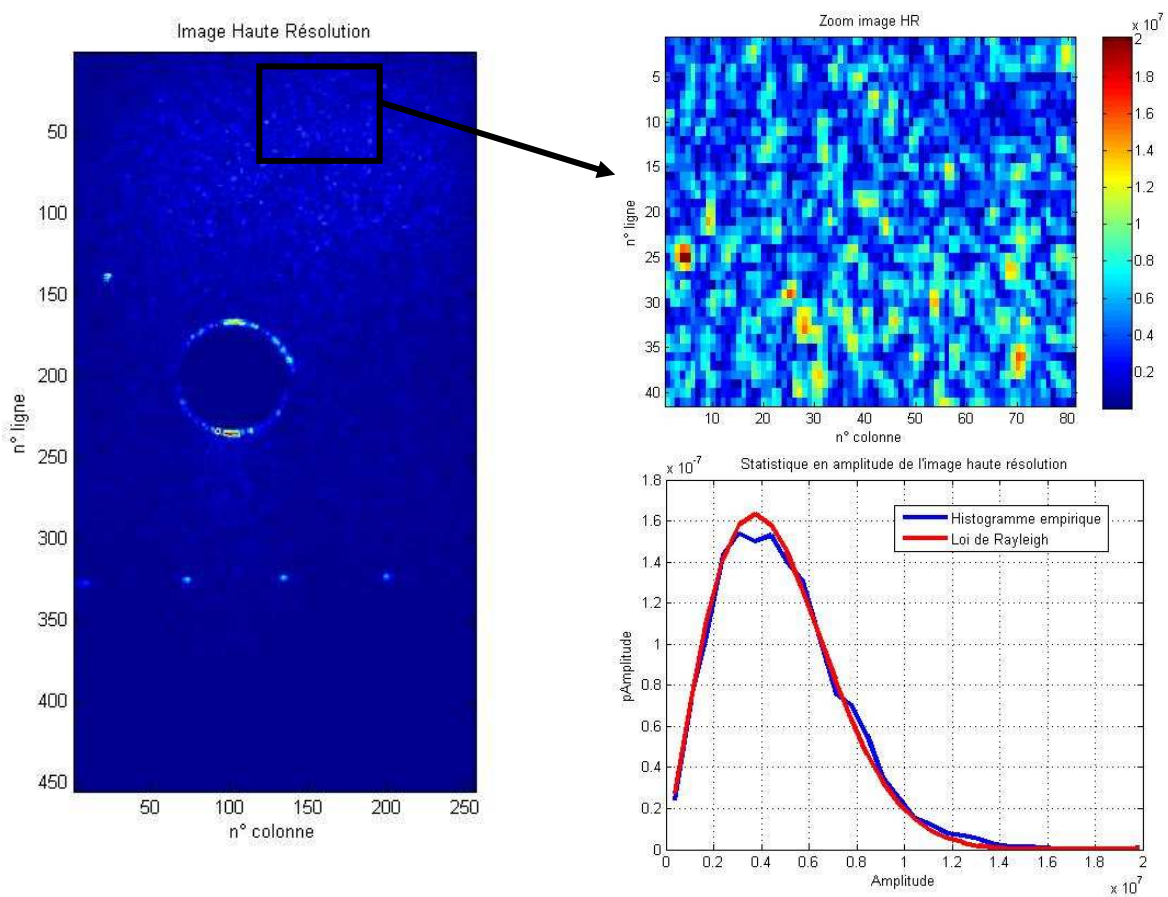 Image Haute Résolution
50
100
150
200
250
300
350
400
450
n° ligne
50 100 150 200 250
n° colonne
Zoom image HR
5
10
15
20
25
30
35
40
n° ligne
10 20 30 40 50 60 70 80
n° colonne
x 10^7
2
1.8
1.6
1.4
1.2
1
0.8
0.6
0.4
0.2
Statistique en amplitude de l'image haute résolution
x 10^-7
1.8
1.6
1.4
1.2
1
0.8
0.6
0.4
0.2
0
pAmplitude
Histogramme empirique
Loi de Rayleigh
0 0.2 0.4 0.6 0.8 1 1.2 1.4 1.6 1.8 2
Amplitude
x 10^7